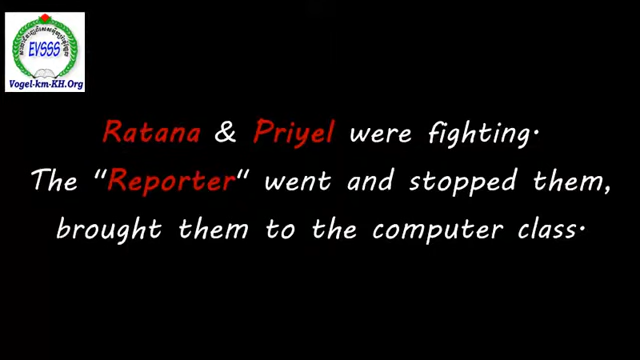 EVSSS
Vogel-km-KH.Org
Ratana & Priyel were fighting.
The "Reporter" went and stopped them,
brought them to the computer class.